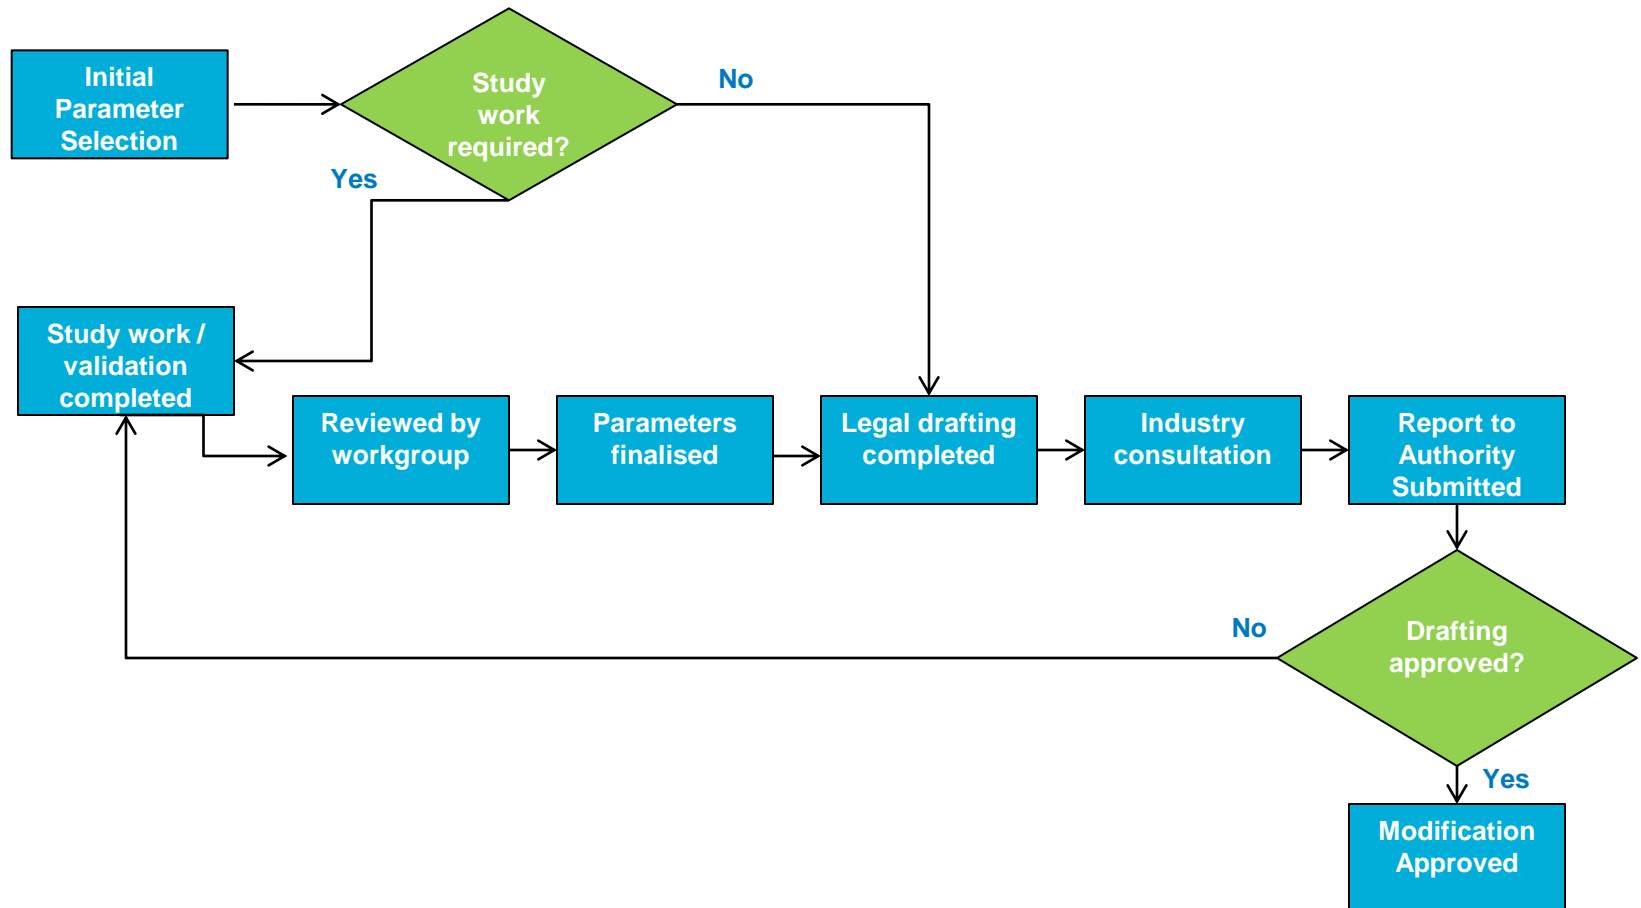 Initial
Parameter
Selection
Study
work
required?
No
Yes
Study work /
validation
completed
Reviewed by
workgroup
Parameters
finalised
Legal drafting
completed
Industry
consultation
Report to
Authority
Submitted
No
Drafting
approved?
Yes
Modification
Approved